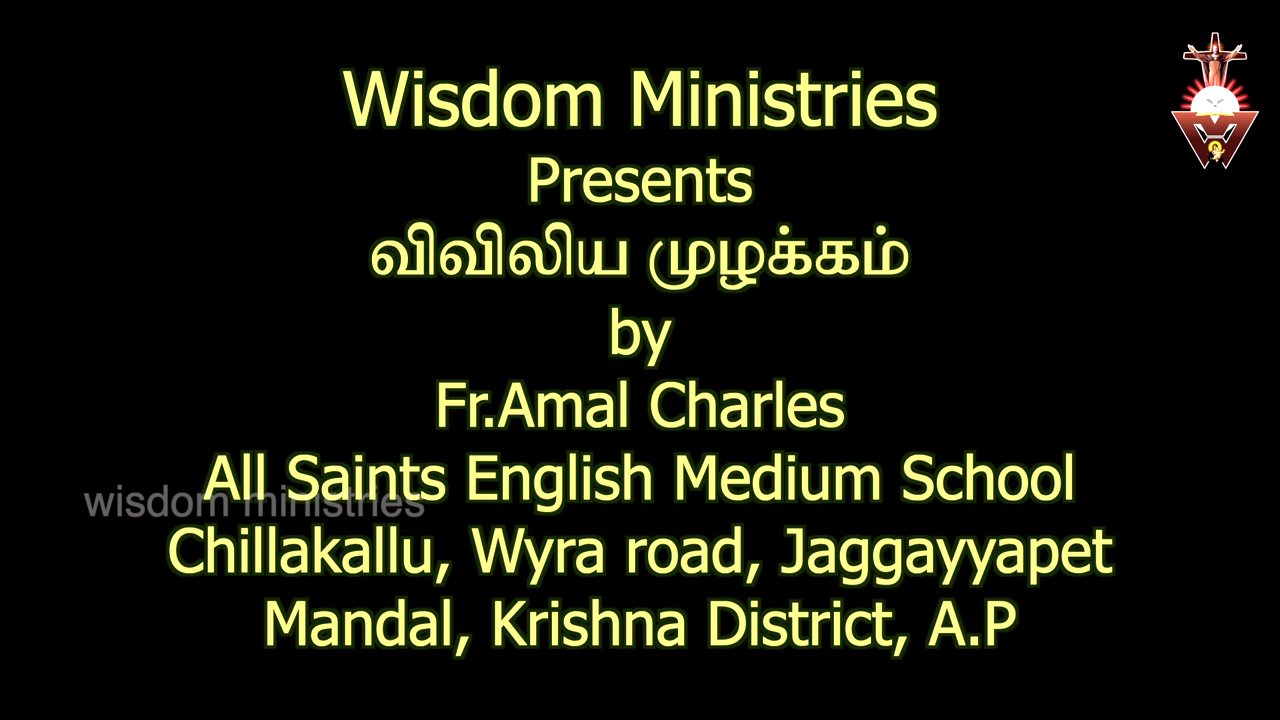 Wisdom Ministries
Presents
விவிலிய முழக்கம்
by
Fr.Amal Charles
All Saints English Medium School
wisdom ministries
Chillakallu, Wyra road, Jaggayyapet
Mandal, Krishna District, A.P